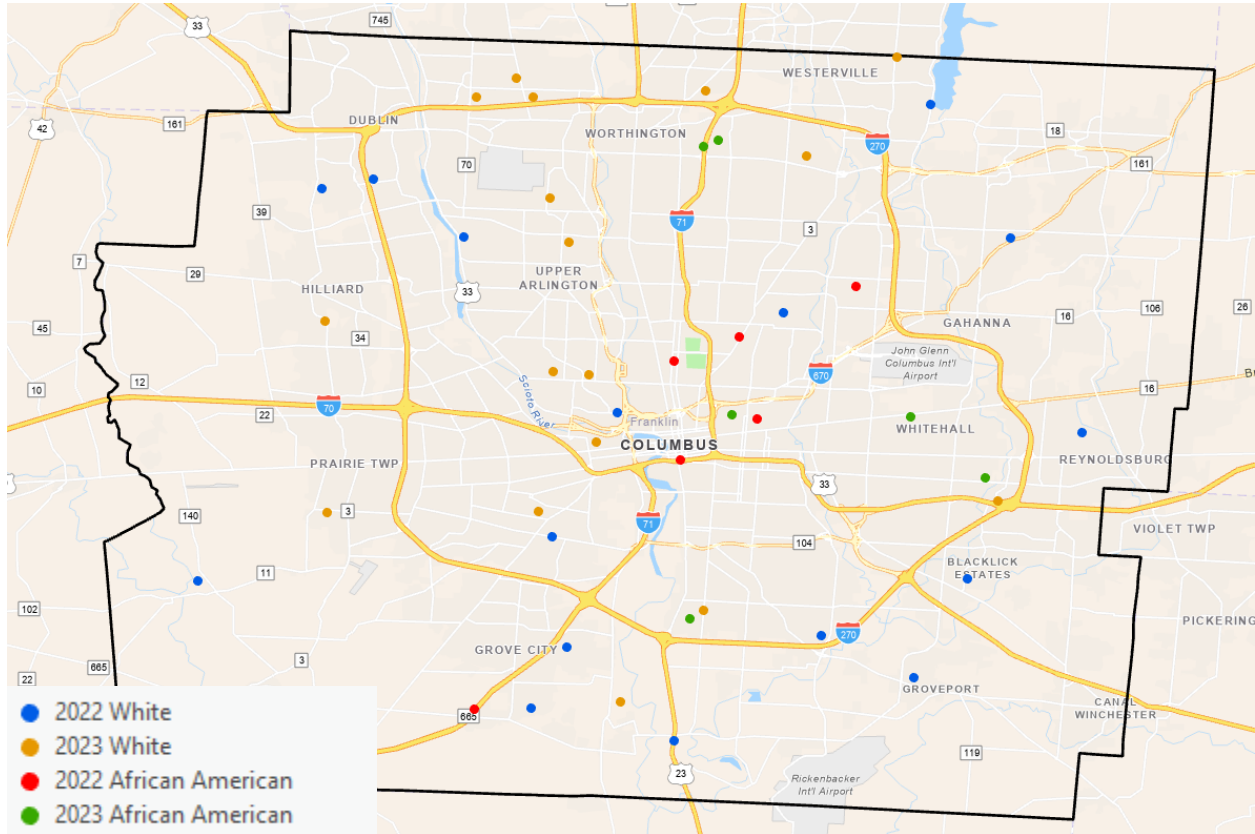 745
33
WESTERVILLE
42
161
DUBLIN
WORTHINGTON
18
270
161
70
39
71
3
7
29
UPPER
ARLINGTON
HILLIARD
33
106
26
45
34
16
GAHANNA
John Glenn
Columbus Int'l
Airport
10
12
Scioto River
670
16
70
22
Franklin
WHITEHALL
COLUMBUS
PRAIRIE TWP
REYNOLDSBURG
33
140
3
71
VIOLET TWP
104
11
BLACKLICK
ESTATES
102
PICKERING
270
GROVE CITY
665
3
22
GROVEPORT
665
CANAL
WINCHESTER
119
23
Rickenbacker
Int'l Airport
2022 White
2023 White
2022 African American
2023 African American